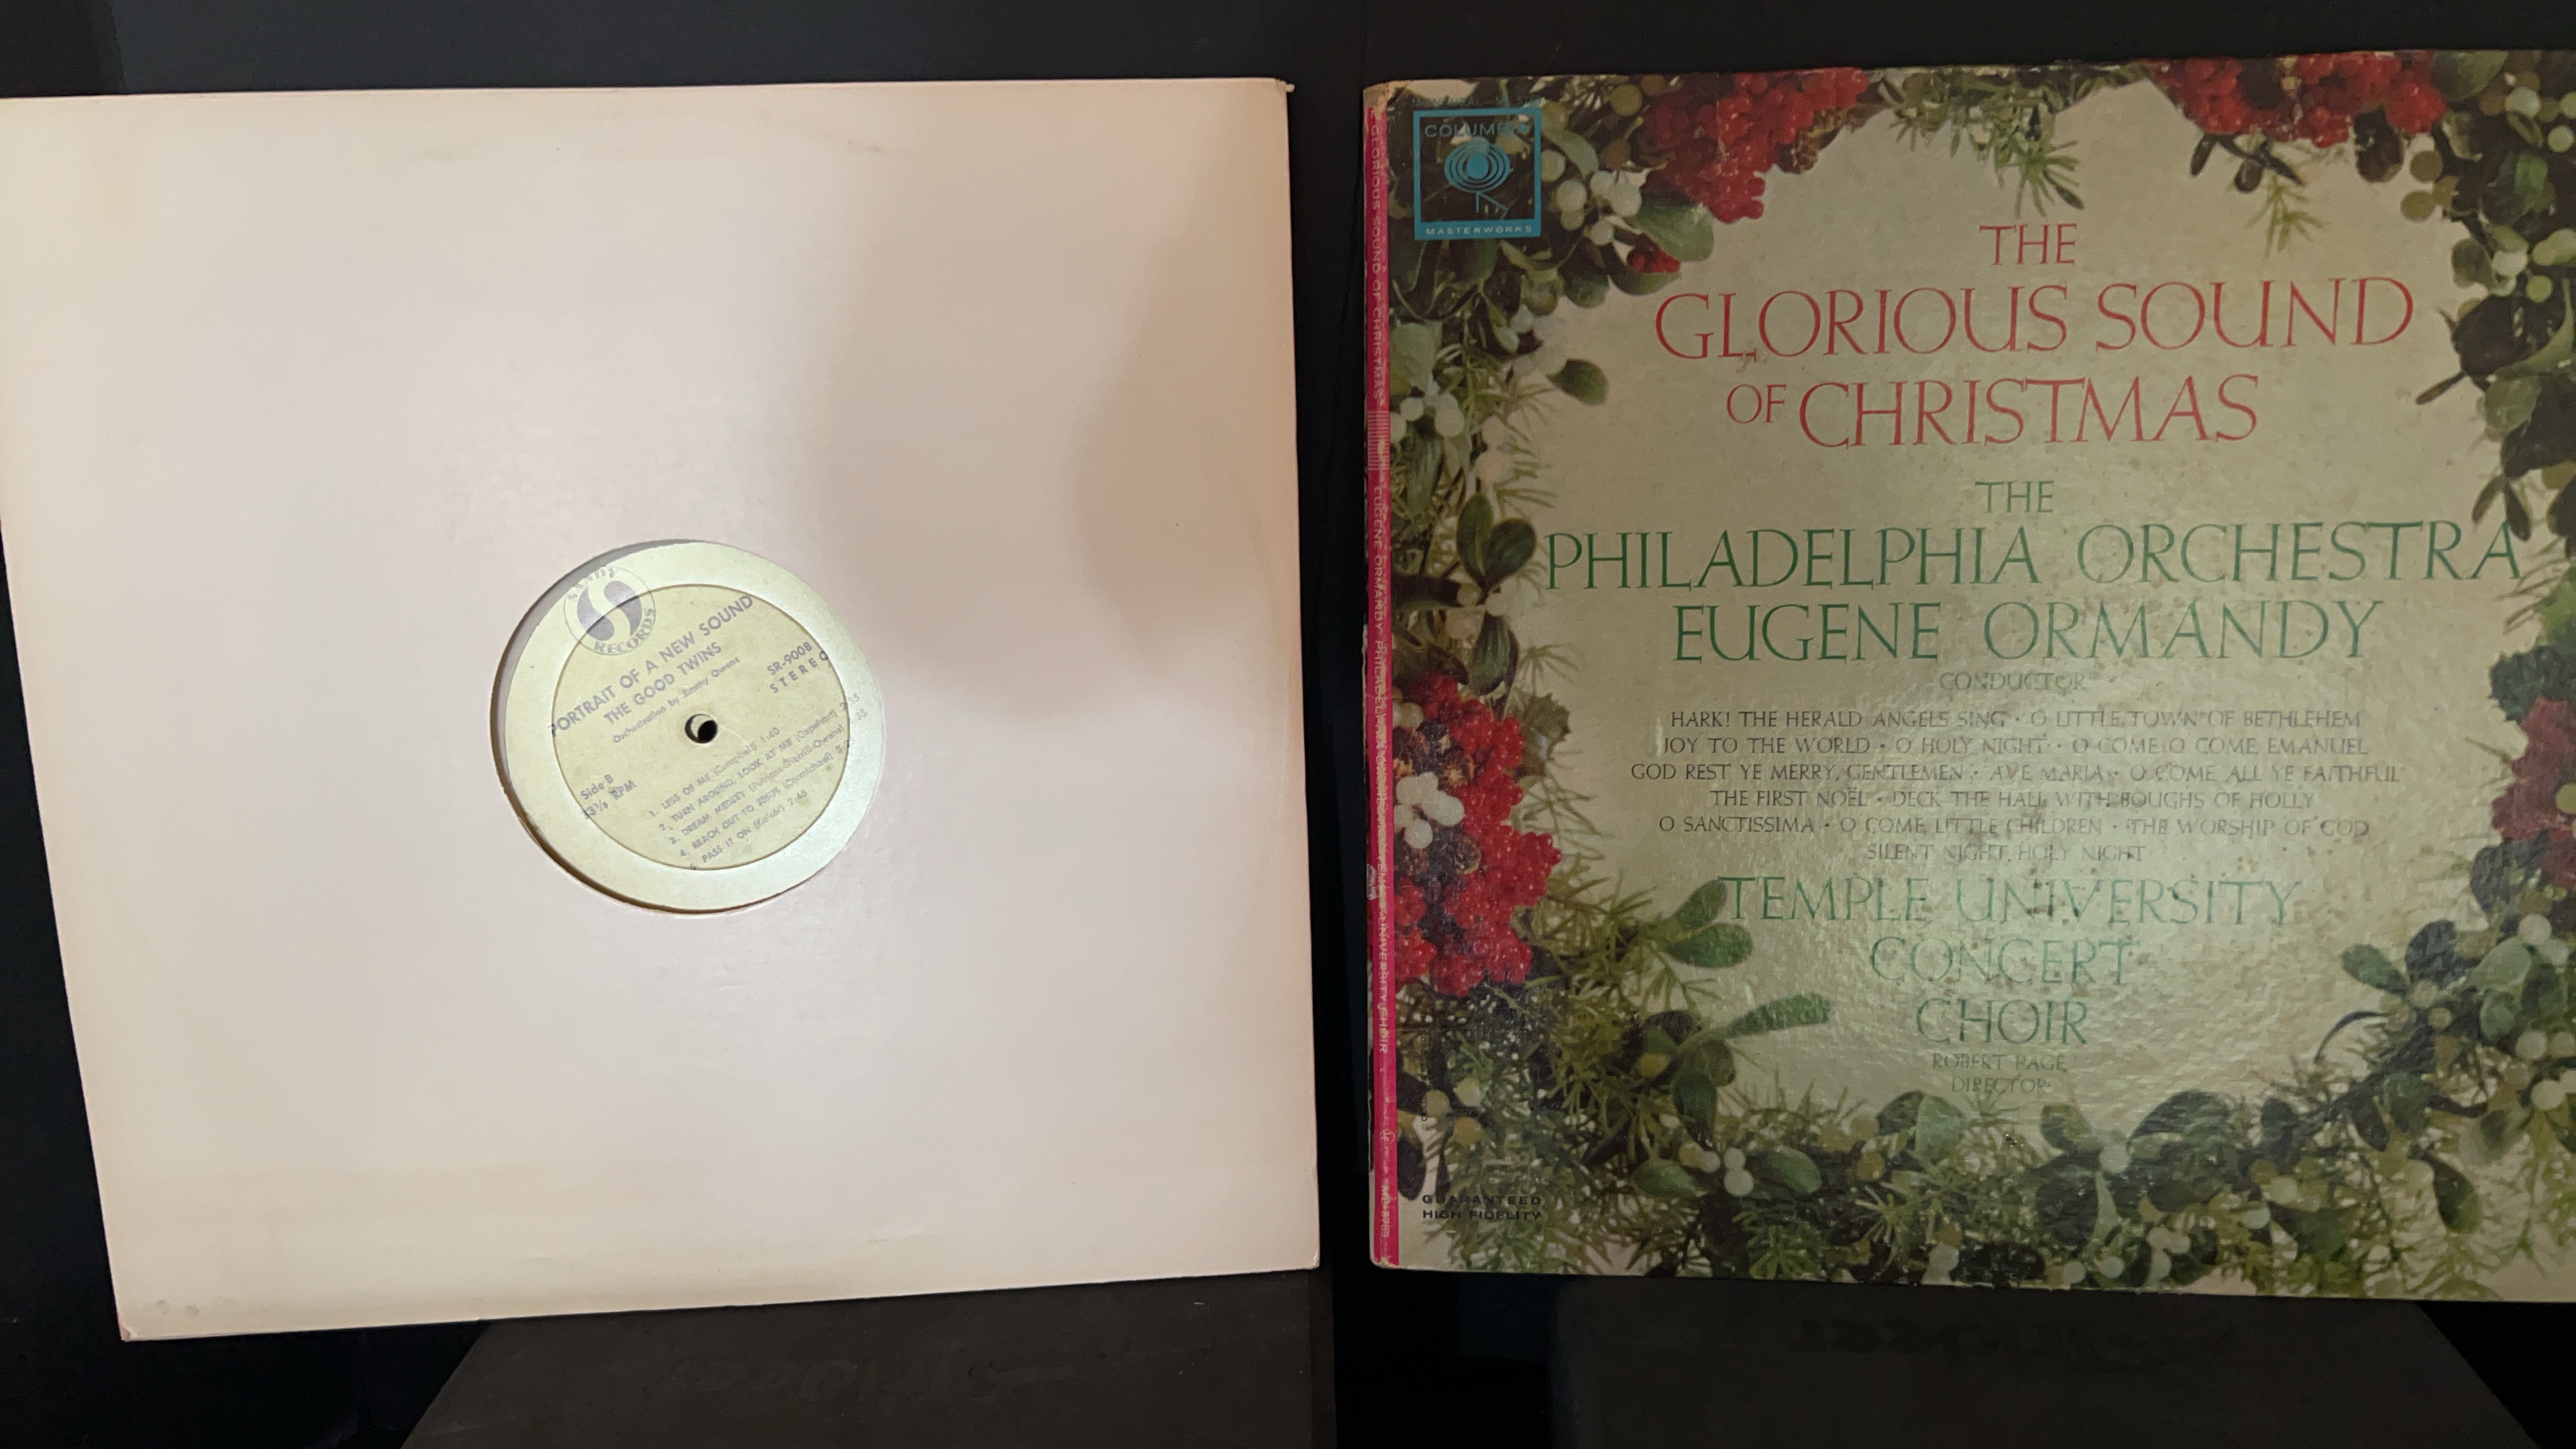 SANDY
RECORDS
PORTRAIT OF A NEW SOUND
THE GOOD TWINS
Orchestration by Jimmy Owens
SR-9008
STEREO
Side B
33⅓ RPM
1. LESS OF ME (Campbell) 1:40
2. TURN AROUND, LOOK AT ME (Capehart)
3. DREAM MEDLEY
4. REACH OUT TO JESUS (Carmichael)
5. PASS IT ON (Kaiser)
COLUMBIA
MASTERWORKS
GLORIOUS SOUND OF CHRISTMAS
EUGENE ORMANDY
THE
GLORIOUS SOUND
OF CHRISTMAS
THE
PHILADELPHIA ORCHESTRA
EUGENE ORMANDY
CONDUCTOR
HARK! THE HERALD ANGELS SING • O LITTLE TOWN OF BETHLEHEM
JOY TO THE WORLD • O HOLY NIGHT • O COME O COME EMANUEL
GOD REST YE MERRY, GENTLEMEN • AVE MARIA • O COME ALL YE FAITHFUL
THE FIRST NOËL • DECK THE HALL WITH BOUGHS OF HOLLY
O SANCTISSIMA • O COME, LITTLE CHILDREN • THE WORSHIP OF GOD
SILENT NIGHT, HOLY NIGHT
TEMPLE UNIVERSITY
CONCERT
CHOIR
ROBERT PAGE
DIRECTOR
GUARANTEED
HIGH FIDELITY